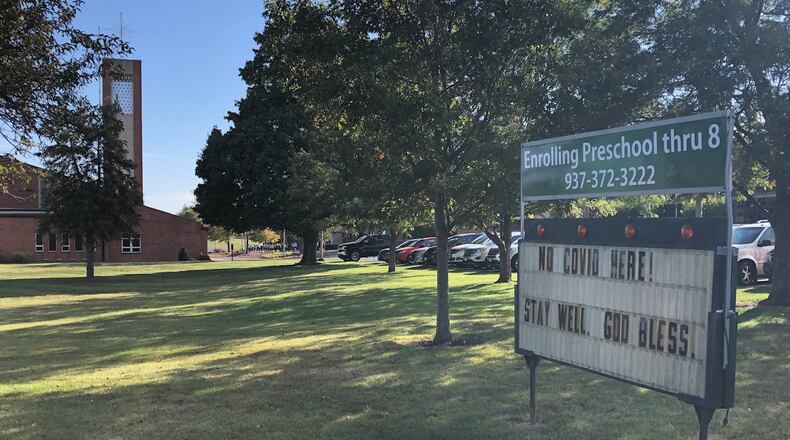 Enrolling Preschool thru 8
937-372-3222
NO COVID HERE!
STAY WELL. GOD BLESS.